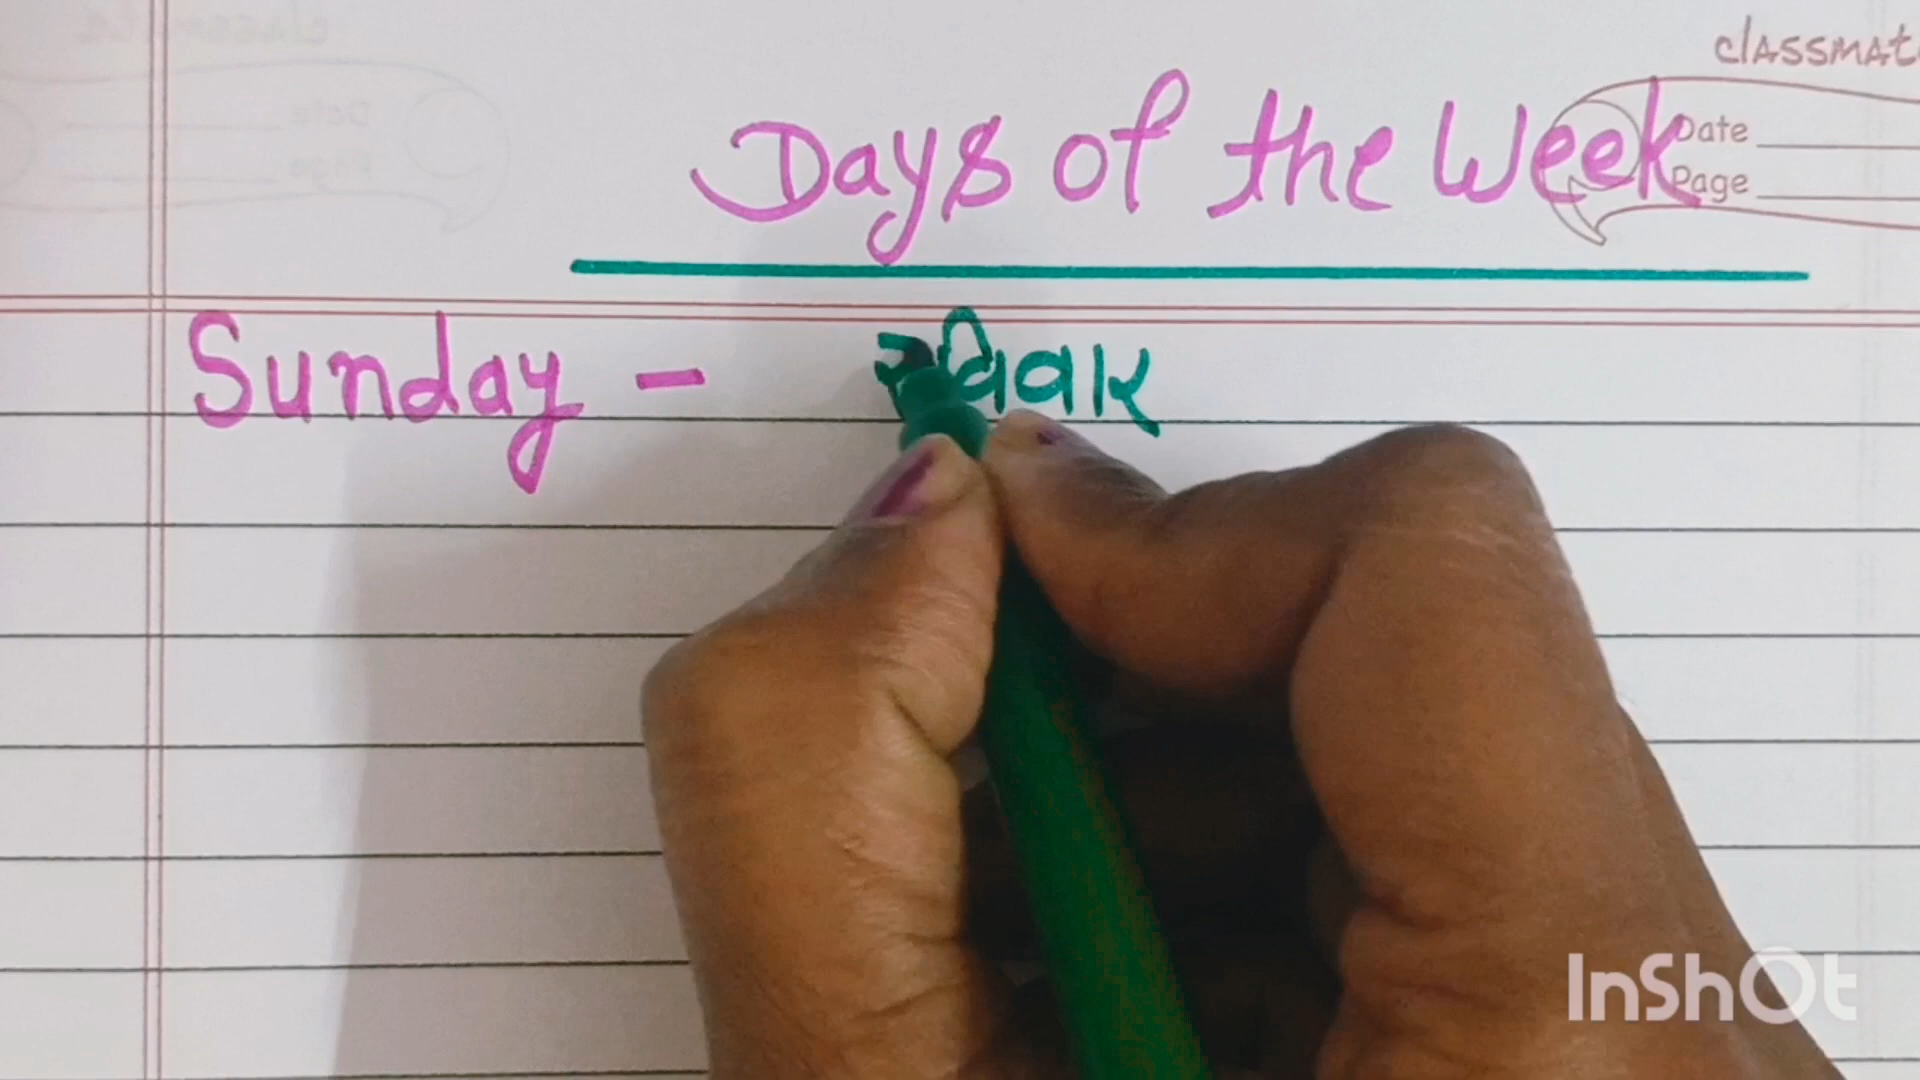 classmate
Date
Page
Days of the Week
Sunday - रविवार
InShOt